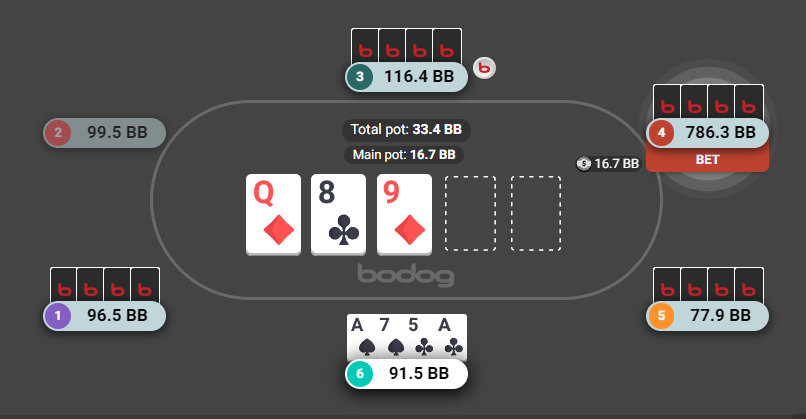 3 116.4 BB
4 786.3 BB
BET
2 99.5 BB
Total pot: 33.4 BB
Main pot: 16.7 BB
16.7 BB
Q 8 9
bodog
1 96.5 BB
5 77.9 BB
A 7 5 A
6 91.5 BB